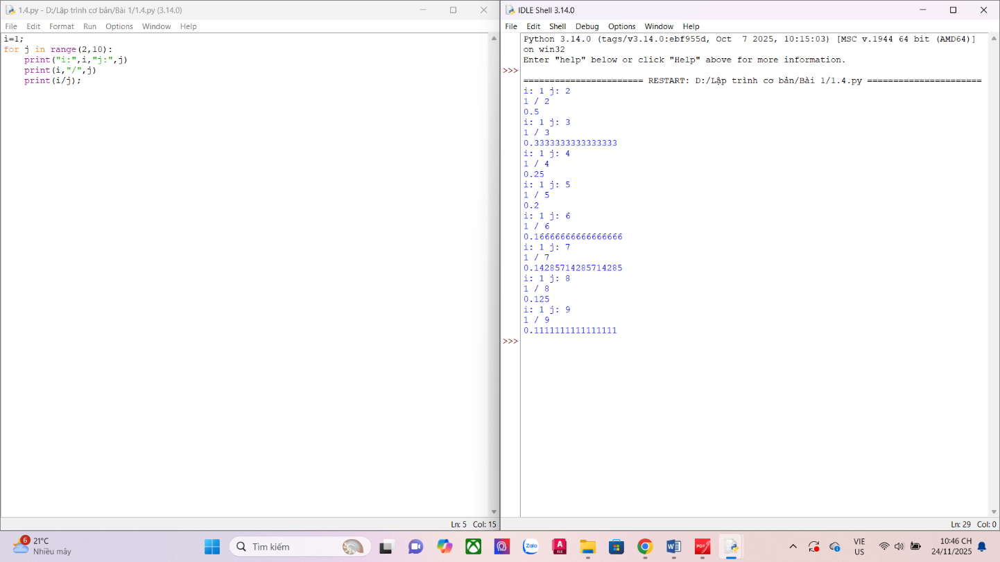 1.4.py - D:/Lập trình cơ bản/Bài 1/1.4.py (3.14.0)
File Edit Format Run Options Window Help
i=1;
for j in range(2,10):
    print("i:",i,"j:",j)
    print(i,"/",j)
    print(i/j);
Ln: 5 Col: 15
IDLE Shell 3.14.0
File Edit Shell Debug Options Window Help
Python 3.14.0 (tags/v3.14.0:ebf955d, Oct  7 2025, 10:15:03) [MSC v.1944 64 bit (AMD64)]
on win32
Enter "help" below or click "Help" above for more information.
>>>
======================= RESTART: D:/Lập trình cơ bản/Bài 1/1.4.py ======================
i: 1 j: 2
1 / 2
0.5
i: 1 j: 3
1 / 3
0.3333333333333333
i: 1 j: 4
1 / 4
0.25
i: 1 j: 5
1 / 5
0.2
i: 1 j: 6
1 / 6
0.16666666666666666
i: 1 j: 7
1 / 7
0.14285714285714285
i: 1 j: 8
1 / 8
0.125
i: 1 j: 9
1 / 9
0.1111111111111111
>>>
Ln: 29 Col: 0
6
21°C
Nhiều mây
Tìm kiếm
Zalo
A
ELC
W
PDF
VIE
US
10:46 CH
24/11/2025